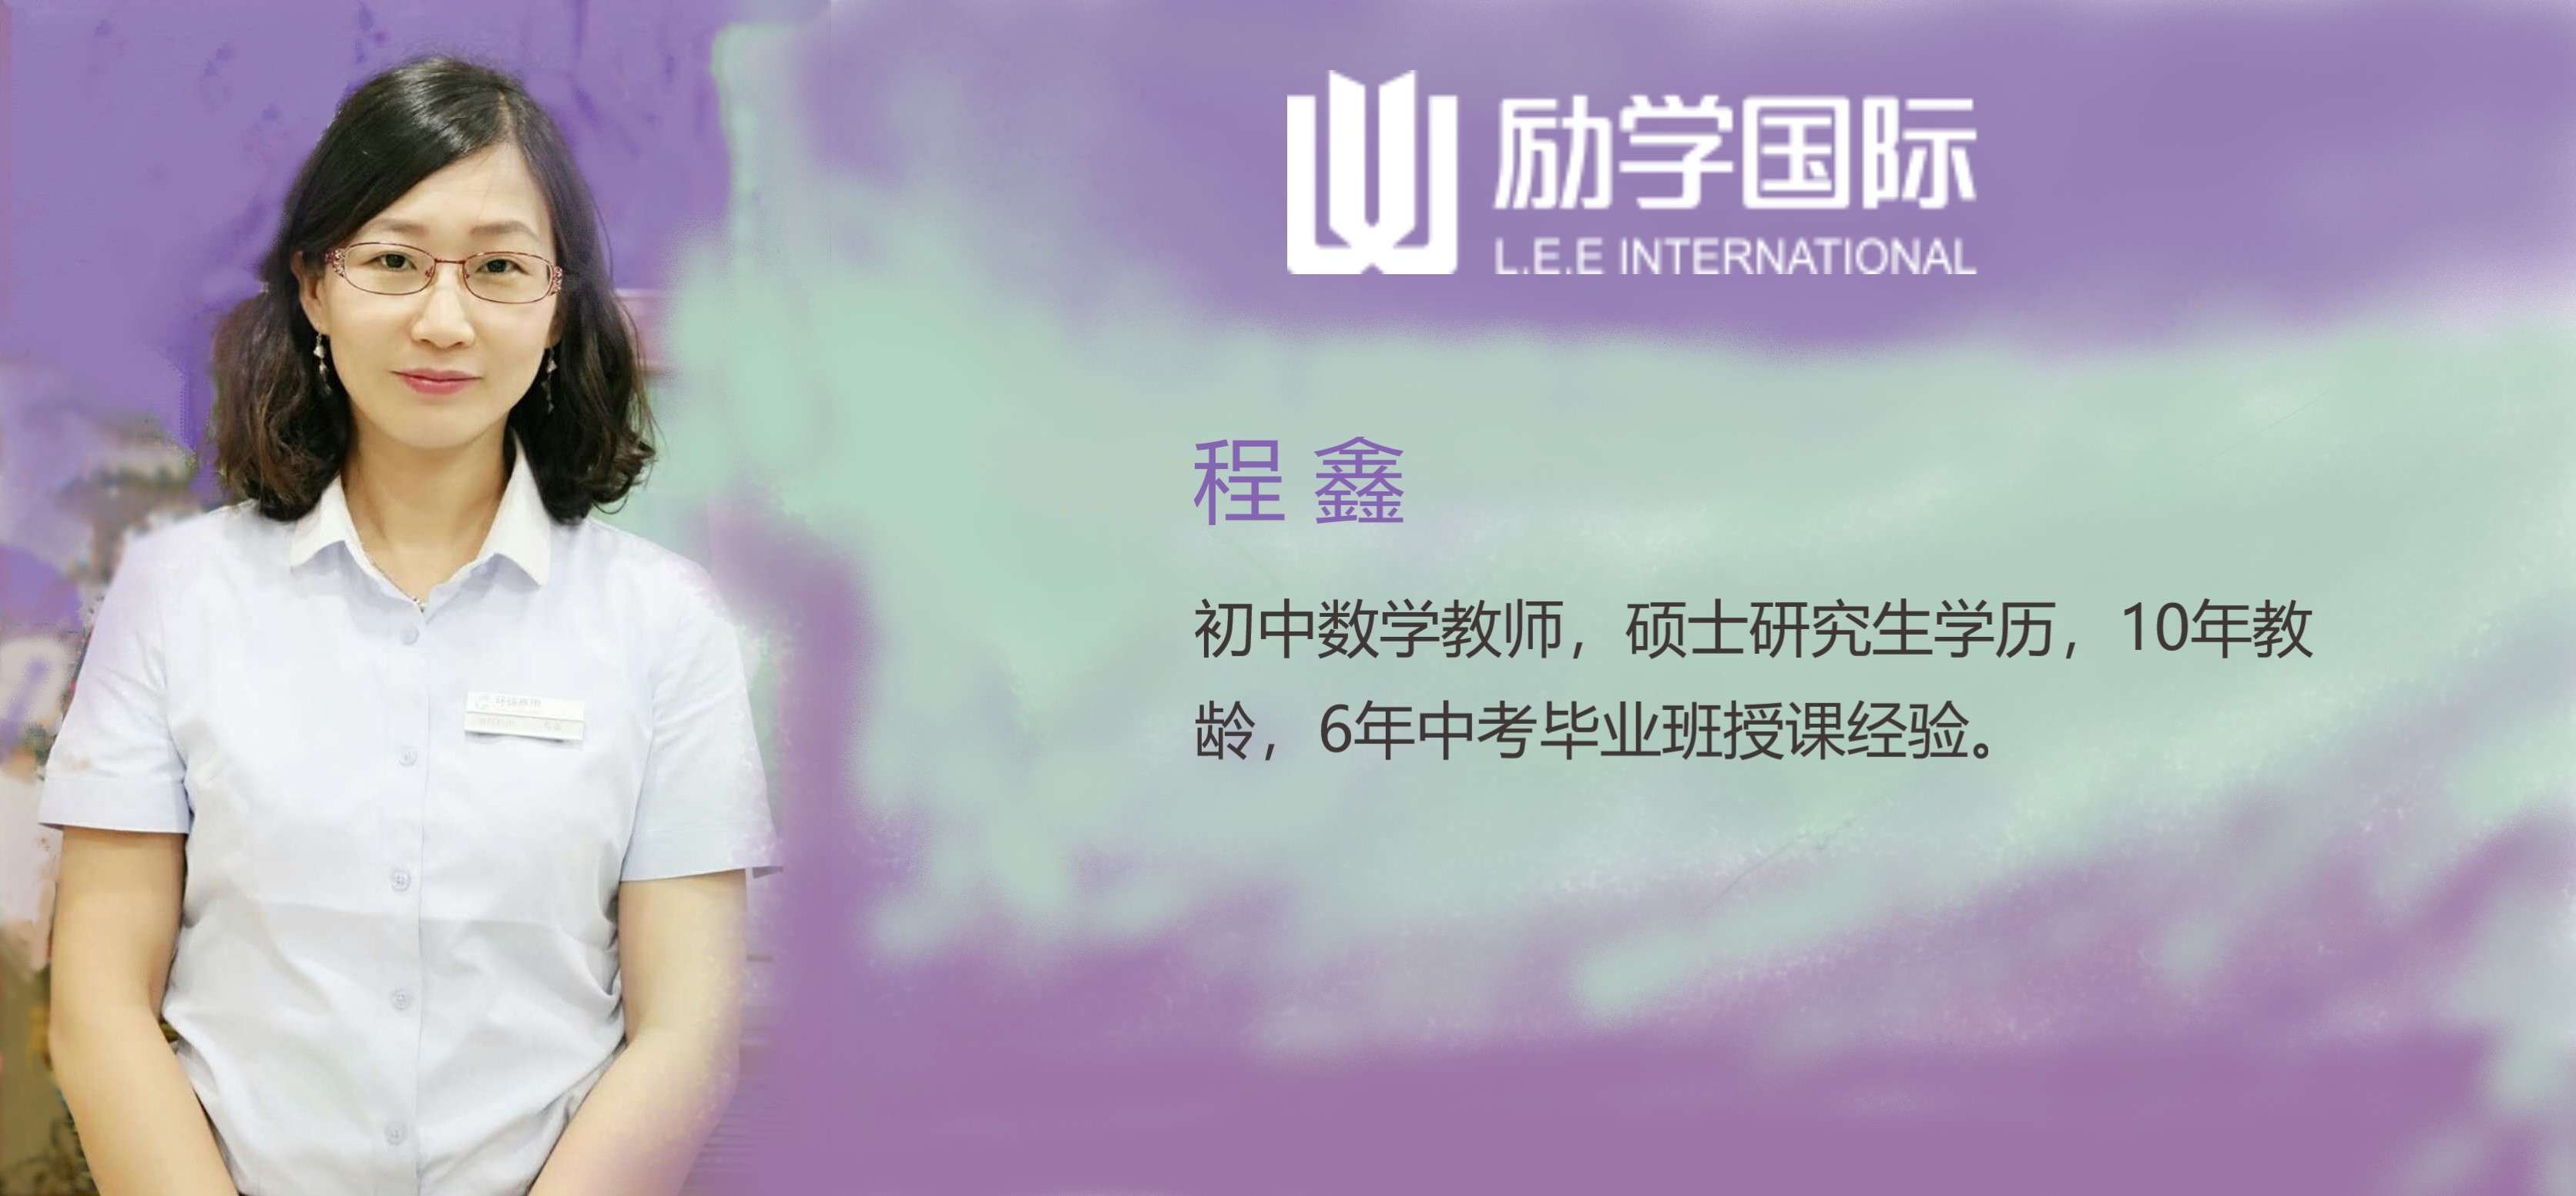 励学国际
L.E.E INTERNATIONAL
程鑫
初中数学教师，硕士研究生学历，10年教
龄，6年中考毕业班授课经验。